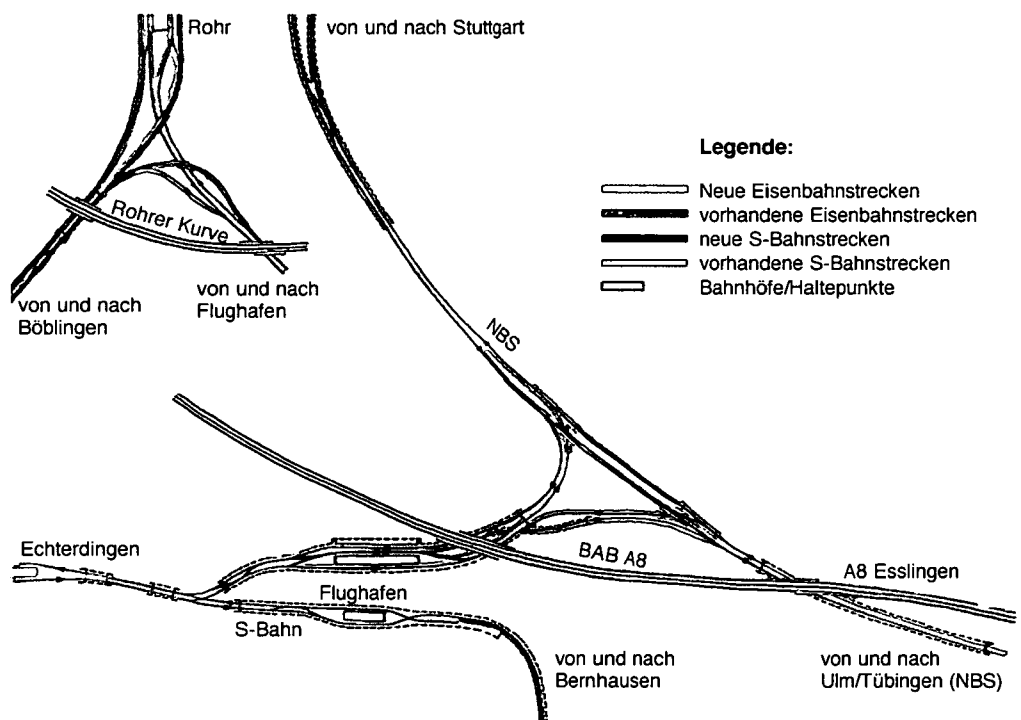 Rohr
von und nach Stuttgart
Legende:
Neue Eisenbahnstrecken
vorhandene Eisenbahnstrecken
neue S-Bahnstrecken
vorhandene S-Bahnstrecken
Bahnhöfe/Haltepunkte
Rohrer Kurve
von und nach
Böblingen
von und nach
Flughafen
NBS
Echterdingen
BAB A8
A8 Esslingen
Flughafen
S-Bahn
von und nach
Bernhausen
von und nach
Ulm/Tübingen (NBS)